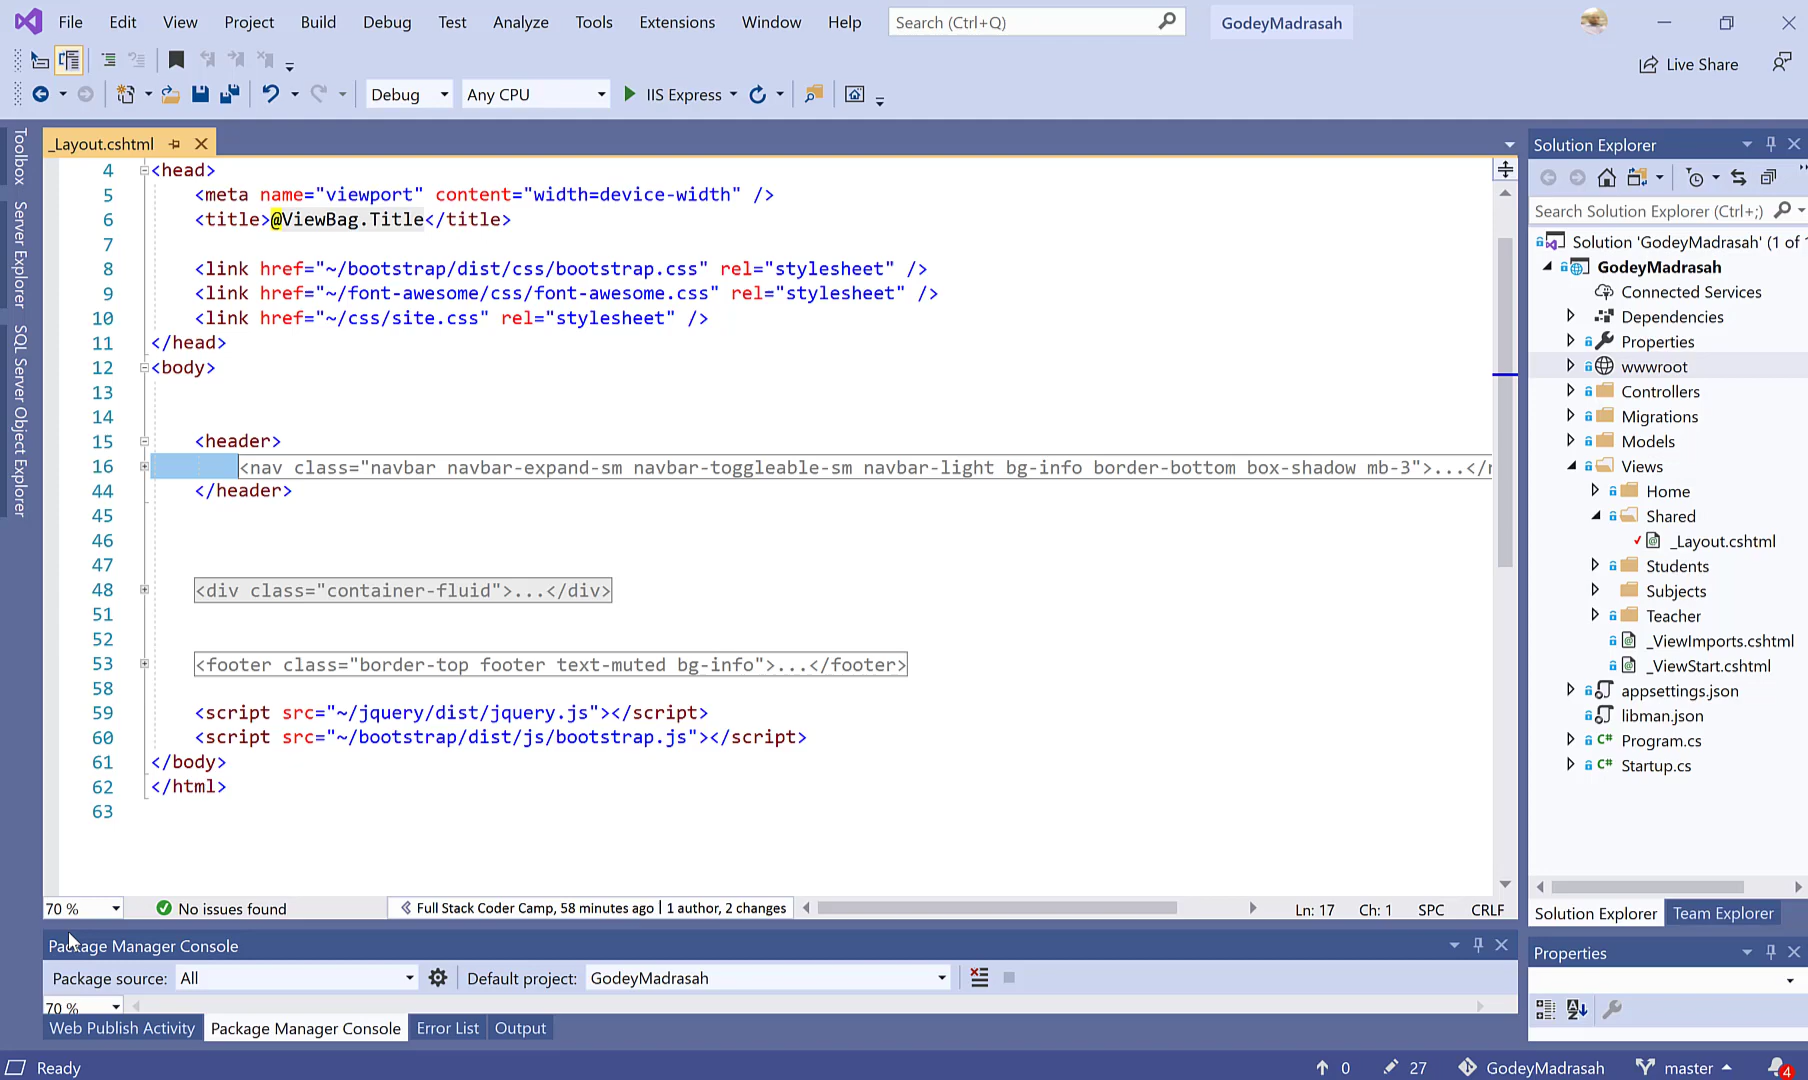 File Edit View Project Build Debug Test Analyze Tools Extensions Window Help Search (Ctrl+Q) GodeyMadrasah
Live Share
Debug Any CPU IIS Express
Toolbox
Server Explorer
SQL Server Object Explorer
_Layout.cshtml
4 <head>
5 <meta name="viewport" content="width=device-width" />
6 <title>@ViewBag.Title</title>
7
8 <link href="~/bootstrap/dist/css/bootstrap.css" rel="stylesheet" />
9 <link href="~/font-awesome/css/font-awesome.css" rel="stylesheet" />
10 <link href="~/css/site.css" rel="stylesheet" />
11 </head>
12 <body>
13
14
15 <header>
16 <nav class="navbar navbar-expand-sm navbar-toggleable-sm navbar-light bg-info border-bottom box-shadow mb-3">...</n
44 </header>
45
46
47
48 <div class="container-fluid">...</div>
51
52
53 <footer class="border-top footer text-muted bg-info">...</footer>
58
59 <script src="~/jquery/dist/jquery.js"></script>
60 <script src="~/bootstrap/dist/js/bootstrap.js"></script>
61 </body>
62 </html>
63
70 % No issues found Full Stack Coder Camp, 58 minutes ago | 1 author, 2 changes Ln: 17 Ch: 1 SPC CRLF
Package Manager Console
Package source: All Default project: GodeyMadrasah
70 %
Web Publish Activity Package Manager Console Error List Output
Solution Explorer
Search Solution Explorer (Ctrl+;)
Solution 'GodeyMadrasah' (1 of
GodeyMadrasah
Connected Services
Dependencies
Properties
wwwroot
Controllers
Migrations
Models
Views
Home
Shared
_Layout.cshtml
Students
Subjects
Teacher
_ViewImports.cshtml
_ViewStart.cshtml
appsettings.json
libman.json
C# Program.cs
C# Startup.cs
Solution Explorer Team Explorer
Properties
Ready 0 27 GodeyMadrasah master 4